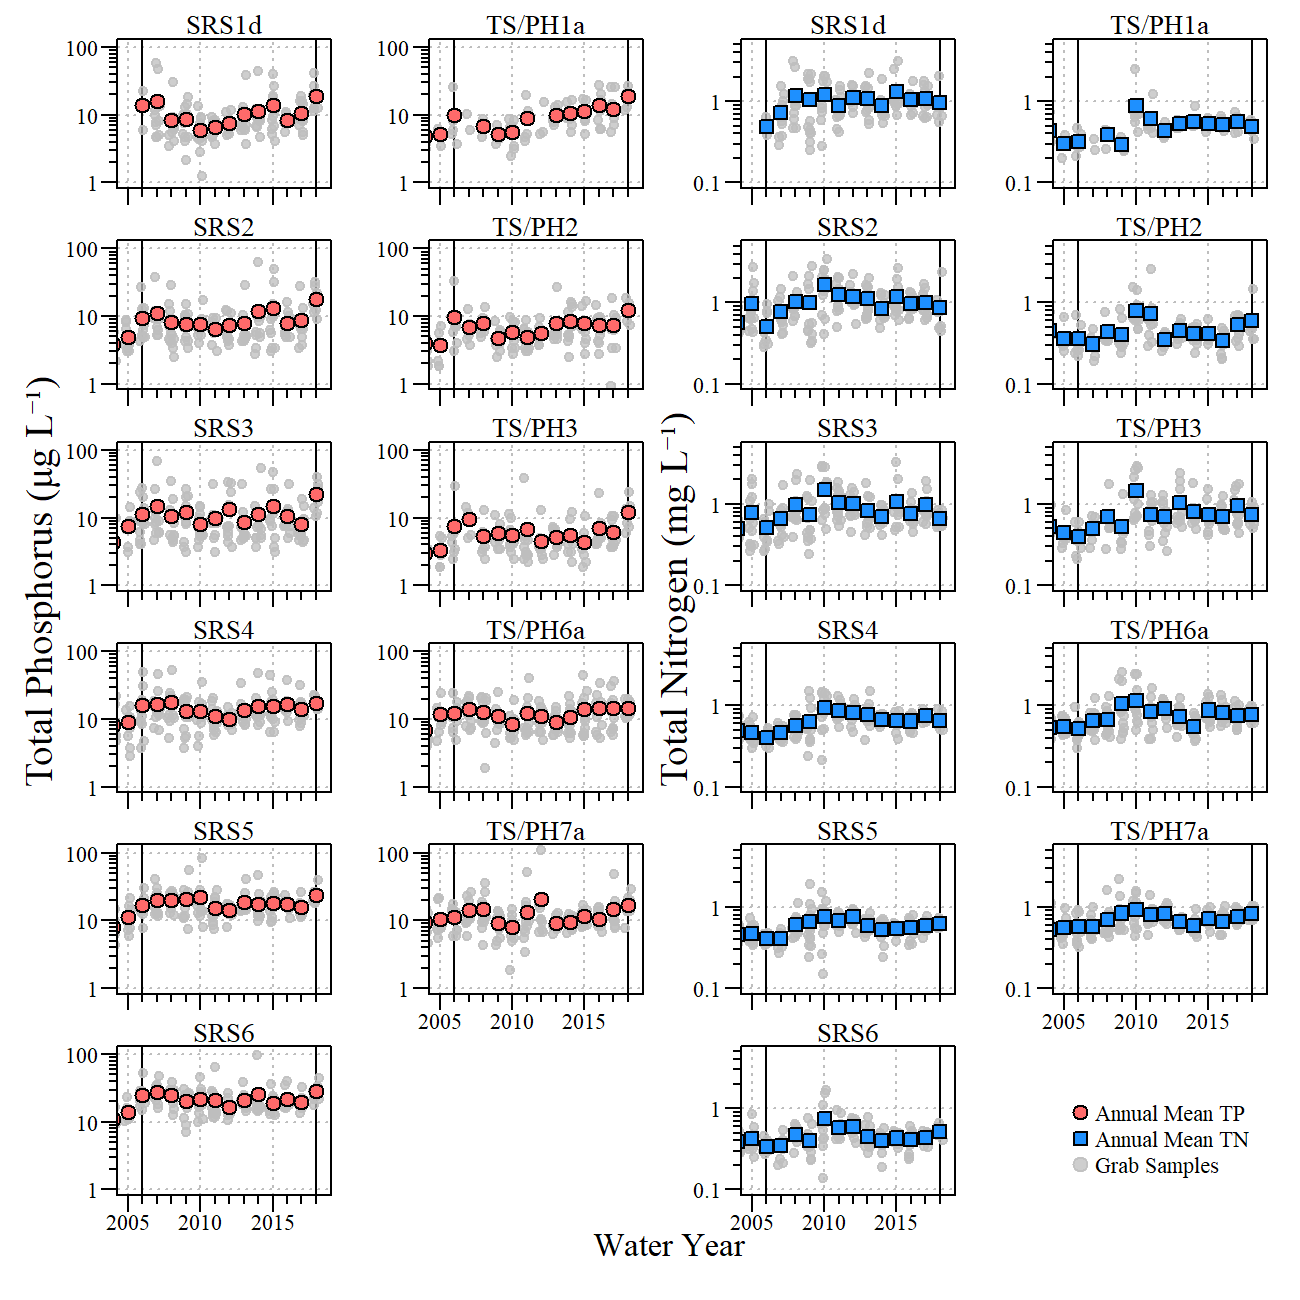 SRS1d TS/PH1a SRS1d TS/PH1a
100 10 1 1 0.1 1 0.1
SRS2 TS/PH2 SRS2 TS/PH2
100 10 1 100 10 1 1 0.1 1 0.1
SRS3 TS/PH3 SRS3 TS/PH3
100 10 1 100 10 1 1 0.1 1 0.1
SRS4 TS/PH6a SRS4 TS/PH6a
100 10 1 100 10 1 1 0.1 1 0.1
SRS5 TS/PH7a SRS5 TS/PH7a
100 10 1 100 10 1 1 0.1 1 0.1
2005 2010 2015 2005 2010 2015
SRS6 SRS6
100 10 1 1 0.1
2005 2010 2015 2005 2010 2015
Total Phosphorus (μg L⁻¹)
Total Nitrogen (mg L⁻¹)
Water Year
Annual Mean TP
Annual Mean TN
Grab Samples